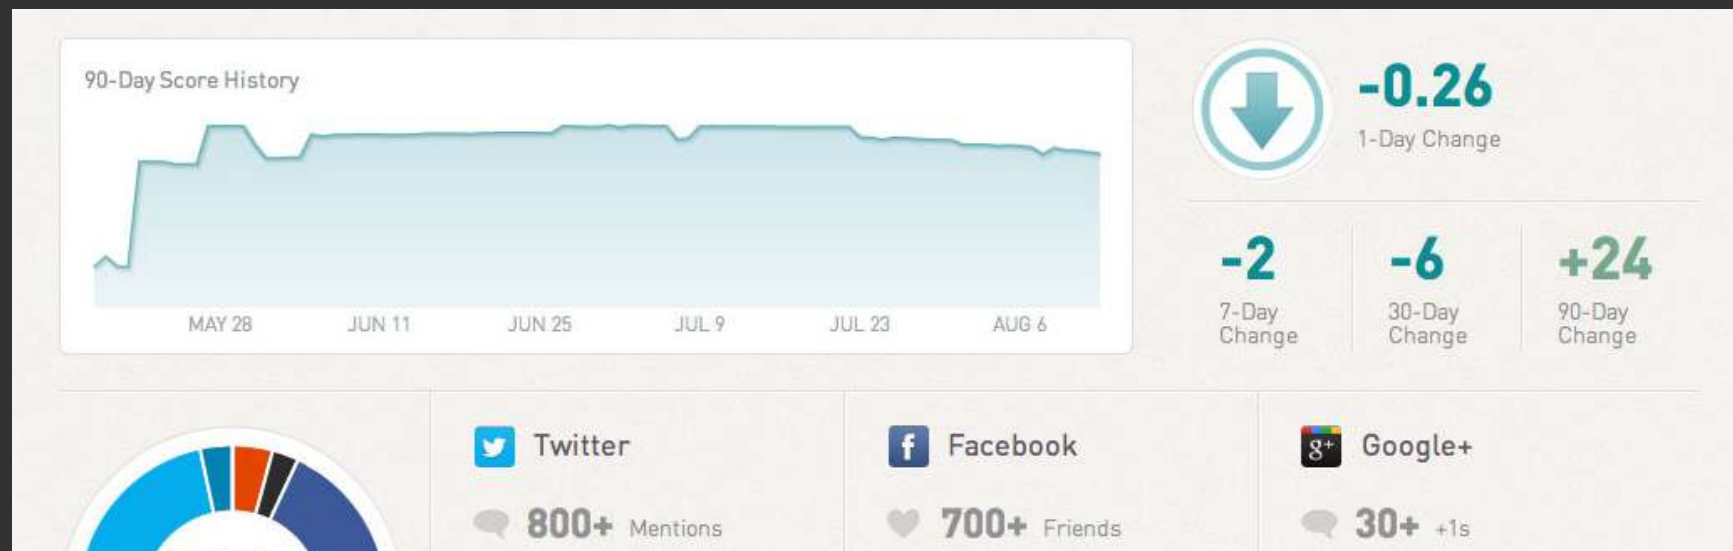 90-Day Score History
MAY 28 JUN 11 JUN 25 JUL 9 JUL 23 AUG 6
-0.26
1-Day Change
-2
7-Day
Change
-6
30-Day
Change
+24
90-Day
Change
Twitter
800+ Mentions
f Facebook
700+ Friends
g+ Google+
30+ +1s